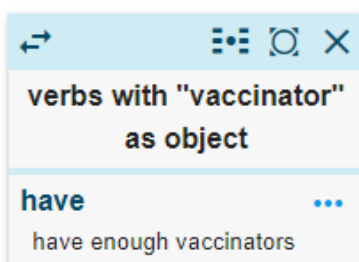 verbs with "vaccinator"
as object
have
have enough vaccinators